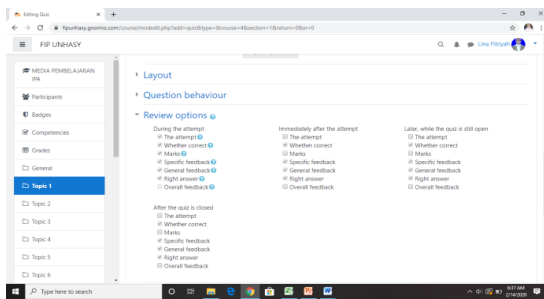 Editing Quiz
fipunhasy.gnomio.com/course/modedit.php?add=quiz&type=&course=4&section=1&return=0&sr=0
FIP UNHASY
Lina Fitriyah
MEDIA PEMBELAJARAN IPA
Participants
Badges
Competencies
Grades
General
Topic 1
Topic 2
Topic 3
Topic 4
Topic 5
Topic 6
Layout
Question behaviour
Review options
During the attempt
The attempt
Whether correct
Marks
Specific feedback
General feedback
Right answer
Overall feedback
Immediately after the attempt
The attempt
Whether correct
Marks
Specific feedback
General feedback
Right answer
Overall feedback
Later, while the quiz is still open
The attempt
Whether correct
Marks
Specific feedback
General feedback
Right answer
Overall feedback
After the quiz is closed
The attempt
Whether correct
Marks
Specific feedback
General feedback
Right answer
Overall feedback
Type here to search
6:37 AM
2/14/2020